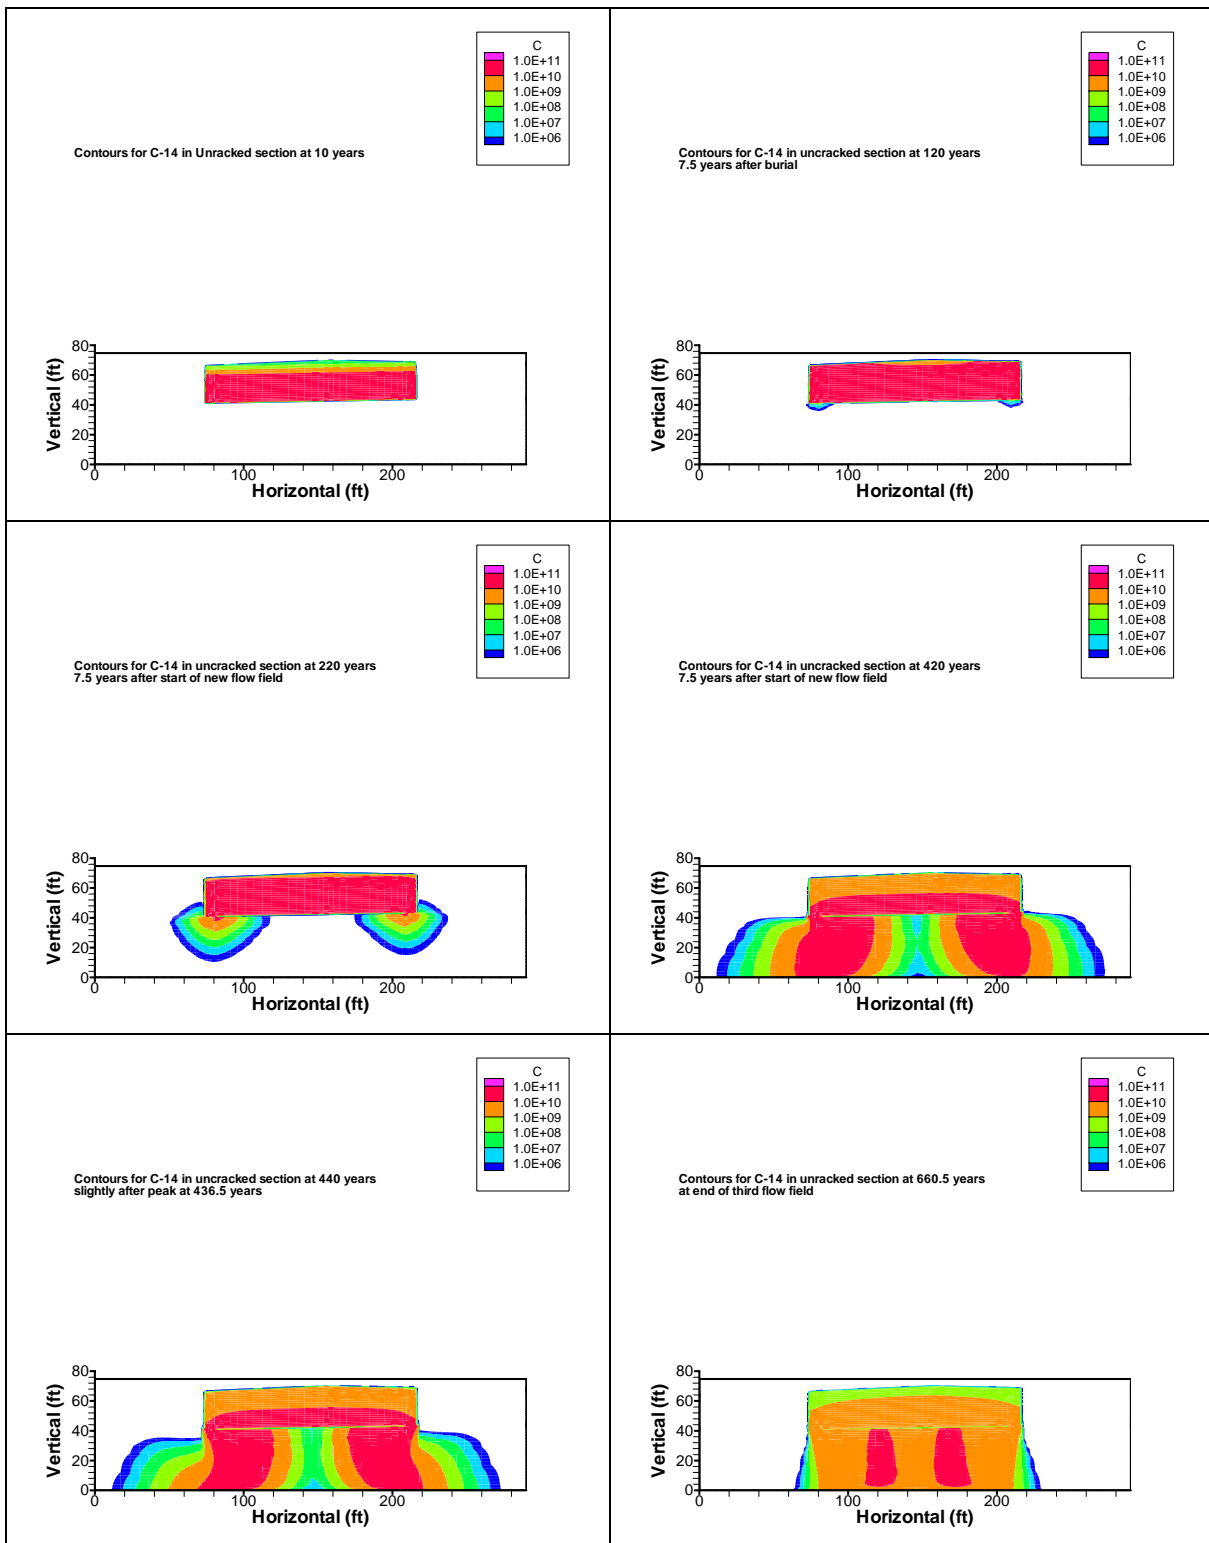 C
1.0E+11
1.0E+10
1.0E+09
1.0E+08
1.0E+07
1.0E+06
Contours for C-14 in Unracked section at 10 years
Vertical (ft)
80
60
40
20
0
0 100 200
Horizontal (ft)
C
1.0E+11
1.0E+10
1.0E+09
1.0E+08
1.0E+07
1.0E+06
Contours for C-14 in uncracked section at 120 years
7.5 years after burial
Vertical (ft)
80
60
40
20
0
0 100 200
Horizontal (ft)
C
1.0E+11
1.0E+10
1.0E+09
1.0E+08
1.0E+07
1.0E+06
Contours for C-14 in uncracked section at 220 years
7.5 years after start of new flow field
Vertical (ft)
80
60
40
20
0
0 100 200
Horizontal (ft)
C
1.0E+11
1.0E+10
1.0E+09
1.0E+08
1.0E+07
1.0E+06
Contours for C-14 in uncracked section at 420 years
7.5 years after start of new flow field
Vertical (ft)
80
60
40
20
0
0 100 200
Horizontal (ft)
C
1.0E+11
1.0E+10
1.0E+09
1.0E+08
1.0E+07
1.0E+06
Contours for C-14 in uncracked section at 440 years
slightly after peak at 436.5 years
Vertical (ft)
80
60
40
20
0
0 100 200
Horizontal (ft)
C
1.0E+11
1.0E+10
1.0E+09
1.0E+08
1.0E+07
1.0E+06
Contours for C-14 in unracked section at 660.5 years
at end of third flow field
Vertical (ft)
80
60
40
20
0
0 100 200
Horizontal (ft)